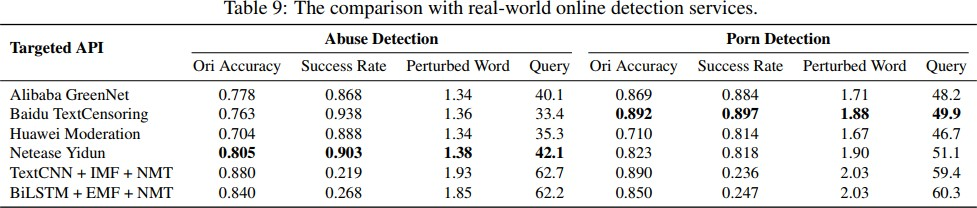 Table 9: The comparison with real-world online detection services.
Targeted API Abuse Detection Porn Detection
Ori Accuracy Success Rate Perturbed Word Query Ori Accuracy Success Rate Perturbed Word Query
Alibaba GreenNet 0.778 0.868 1.34 40.1 0.869 0.884 1.71 48.2
Baidu TextCensoring 0.763 0.938 1.36 33.4 0.892 0.897 1.88 49.9
Huawei Moderation 0.704 0.888 1.34 35.3 0.710 0.814 1.67 46.7
Netease Yidun 0.805 0.903 1.38 42.1 0.823 0.818 1.90 51.1
TextCNN + IMF + NMT 0.880 0.219 1.93 62.7 0.890 0.236 2.03 59.4
BiLSTM + EMF + NMT 0.840 0.268 1.85 62.2 0.850 0.247 2.03 60.3